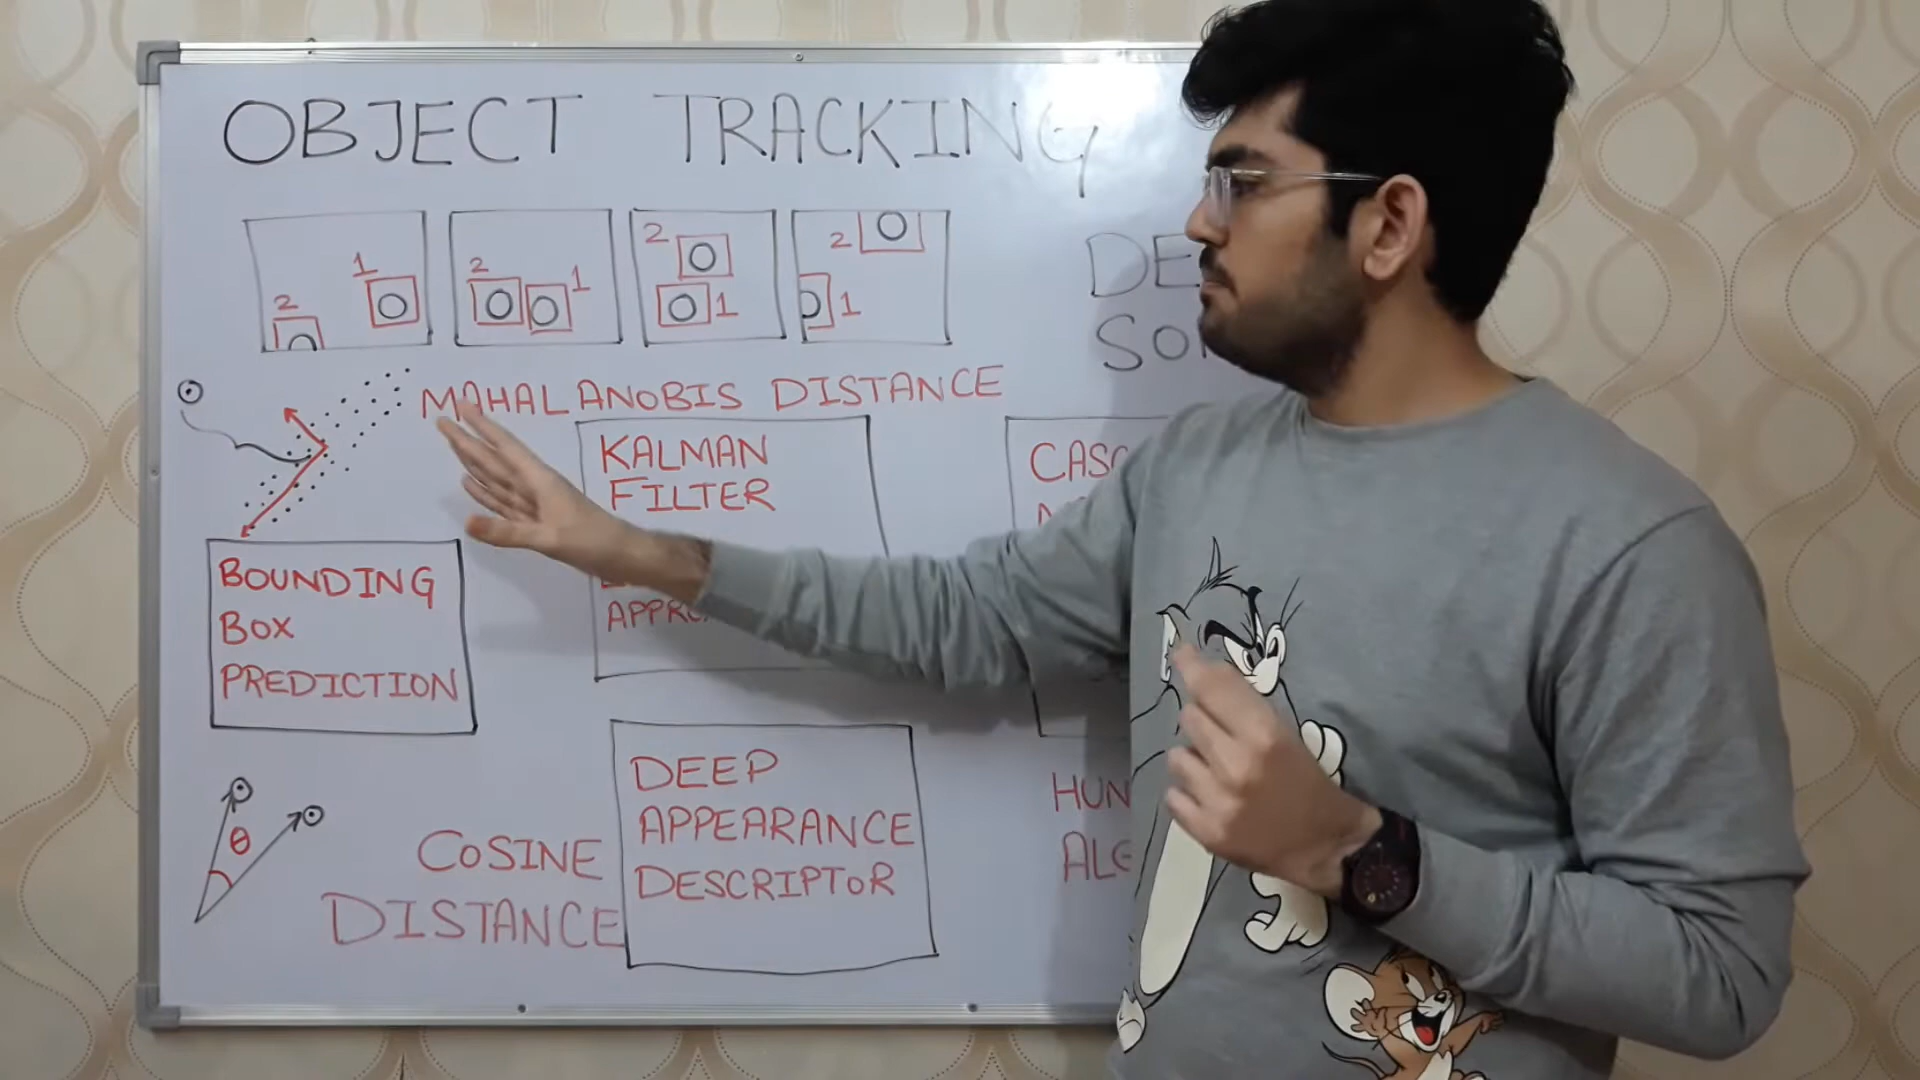 OBJECT TRACKING
2 1 2 1 2 1 2 1
MAHALANOBIS DISTANCE
KALMAN
FILTER
BOUNDING
BOX
PREDICTION
θ
COSINE
DISTANCE
DEEP
APPEARANCE
DESCRIPTOR